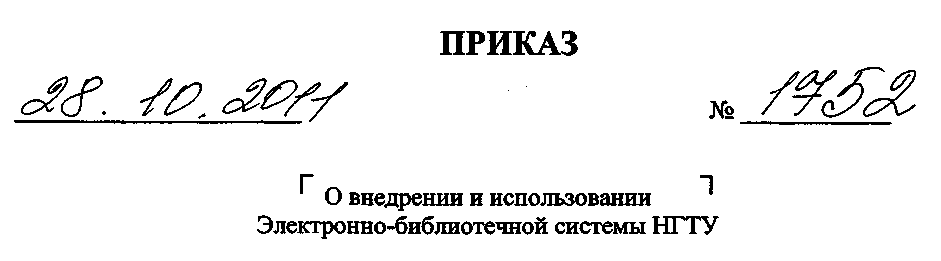 ПРИКАЗ
28.10.2011 № 1752
О внедрении и использовании
Электронно-библиотечной системы НГТУ